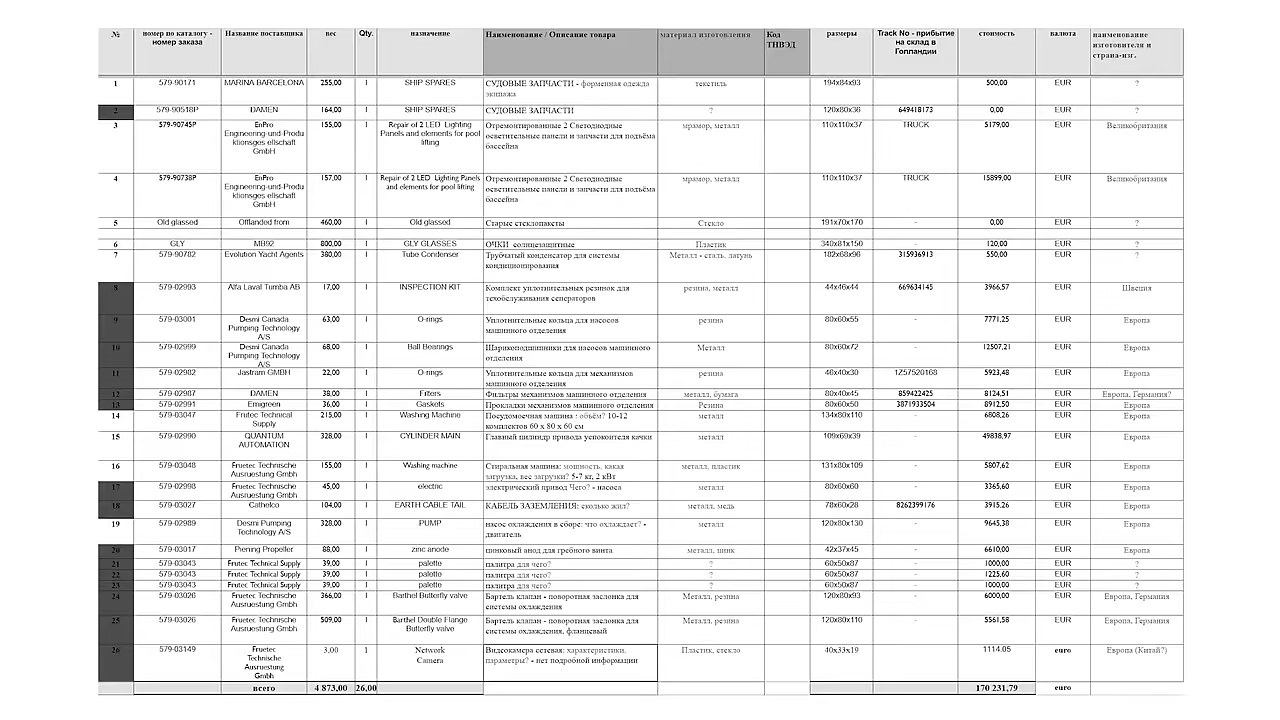 № номер по каталогу - номер заказа Название поставщика вес Qty. назначение Наименование / Описание товара материал изготовления Код ТНВЭД размеры Track No - прибытие на склад в Голландии стоимость валюта наименование изготовителя и страна-изг.
1 579-90171 MARINA BARCELONA 255,00 1 SHIP SPARES СУДОВЫЕ ЗАПЧАСТИ - форменная одежда экипажа текстиль 194x84x93 500,00 EUR ?
2 579-90518P DAMEN 164,00 1 SHIP SPARES СУДОВЫЕ ЗАПЧАСТИ ? 120x80x36 649418173 0,00 EUR ?
3 579-90745P EnPro Engineering-und-Produ ktionsges ellschaft GmbH 155,00 1 Repair of 2 LED Lighting Panels and elements for pool lifting Отремонтированные 2 Светодиодные осветительные панели и запчасти для подъёма бассейна мрамор, металл 110x110x37 TRUCK 5179,00 EUR Великобритания
4 579-90738P EnPro Engineering-und-Produ ktionsges ellschaft GmbH 157,00 1 Repair of 2 LED Lighting Panels and elements for pool lifting Отремонтированные 2 Светодиодные осветительные панели и запчасти для подъёма бассейна мрамор, металл 110x110x37 TRUCK 15899,00 EUR Великобритания
5 Old glassed Offlanded from 460,00 1 Old glassed Старые стеклопакеты Стекло 191x70x170 - 0,00 EUR ?
6 GLY MB92 800,00 1 GLY GLASSES ОЧКИ солнцезащитные Пластик 340x81x150 - 120,00 EUR ?
7 579-90782 Evolution Yacht Agents 380,00 1 Tube Condenser Трубчатый конденсатор для системы кондиционирования Металл - сталь, латунь 182x68x96 315936913 550,00 EUR ?
8 579-02993 Alfa Laval Tumba AB 17,00 1 INSPECTION KIT Комплект уплотнительных резинок для техобслуживания сепараторов резина, металл 44x46x44 669634145 3966,57 EUR Швеция
9 579-03001 Desmi Canada Pumping Technology A/S 63,00 1 O-rings Уплотнительные кольца для насосов машинного отделения резина 80x60x55 - 7771,25 EUR Европа
10 579-02999 Desmi Canada Pumping Technology A/S 68,00 1 Ball Bearings Шарикоподшипники для насосов машинного отделения Металл 80x60x72 - 12507,21 EUR Европа
11 579-02982 Jastram GMBH 22,00 1 O-rings Уплотнительные кольца для механизмов машинного отделения резина 46x40x30 1Z57520168 5923,48 EUR Европа
12 579-02987 DAMEN 38,00 1 Filters Фильтры механизмов машинного отделения металл, бумага 80x40x45 859422425 8124,51 EUR Европа, Германия?
13 579-02991 Emigreen 36,00 1 Gaskets Прокладки механизмов машинного отделения Резина 80x60x50 3871933504 8912,50 EUR Европа
14 579-03047 Frutec Technical Supply 215,00 1 Washing Machine Посудомоечная машина : объём? 10-12 комплектов 60 x 80 x 60 см металл 134x80x110 - 6808,26 EUR Европа
15 579-02990 QUANTUM AUTOMATION 328,00 1 CYLINDER MAIN Главный цилиндр привода успокоителя качки металл 109x69x39 - 49838,97 EUR Европа
16 579-03048 Fruetec Technische Ausruestung Gmbh 155,00 1 Washing machine Стиральная машина: мощность, какая загрузка, вес загрузки? 5-7 кг, 2 кВт металл, пластик 131x80x109 - 5807,62 EUR Европа
17 579-02998 Fruetec Technische Ausruestung Gmbh 45,00 1 electric электрический привод Чего? - насоса металл 80x60x60 - 3365,60 EUR Европа
18 579-03027 Cathelco 104,00 1 EARTH CABLE TAIL КАБЕЛЬ ЗАЗЕМЛЕНИЯ: сколько жил? металл, медь 78x60x28 8262399176 3915,26 EUR Европа
19 579-02989 Desmi Pumping Technology A/S 328,00 1 PUMP насос охлаждения в сборе: что охлаждает? - двигатель металл 120x80x130 - 9645,38 EUR Европа
20 579-03017 Piening Propeller 88,00 1 zinc anode цинковый анод для гребного винта металл, цинк 42x37x45 - 6610,00 EUR Европа
21 579-03043 Frutec Technical Supply 39,00 1 palette палитра для чего? ? 60x50x87 - 1000,00 EUR ?
22 579-03043 Frutec Technical Supply 39,00 1 palette палитра для чего? ? 60x50x87 - 1225,60 EUR ?
23 579-03043 Frutec Technical Supply 39,00 1 palette палитра для чего? ? 60x50x87 - 1000,00 EUR ?
24 579-03026 Fruetec Technische Ausruestung Gmbh 366,00 1 Barthel Butterfly valve Бартель клапан - поворотная заслонка для системы охлаждения Металл, резина 120x80x93 - 6000,00 EUR Европа, Германия
25 579-03026 Fruetec Technische Ausruestung Gmbh 509,00 1 Barthel Double Flange Butterfly valve Бартель клапан - поворотная заслонка для системы охлаждения, фланцевый Металл, резина 120x80x110 - 5561,58 EUR Европа, Германия
26 579-03149 Fruetec Technische Ausruestung Gmbh 3,00 1 Network Camera Видеокамера сетевая: характеристики, параметры? - нет подробной информации Пластик, стекло 40x33x19 1114.05 euro Европа (Китай?)
всего 4 873,00 26,00 170 231,79 euro